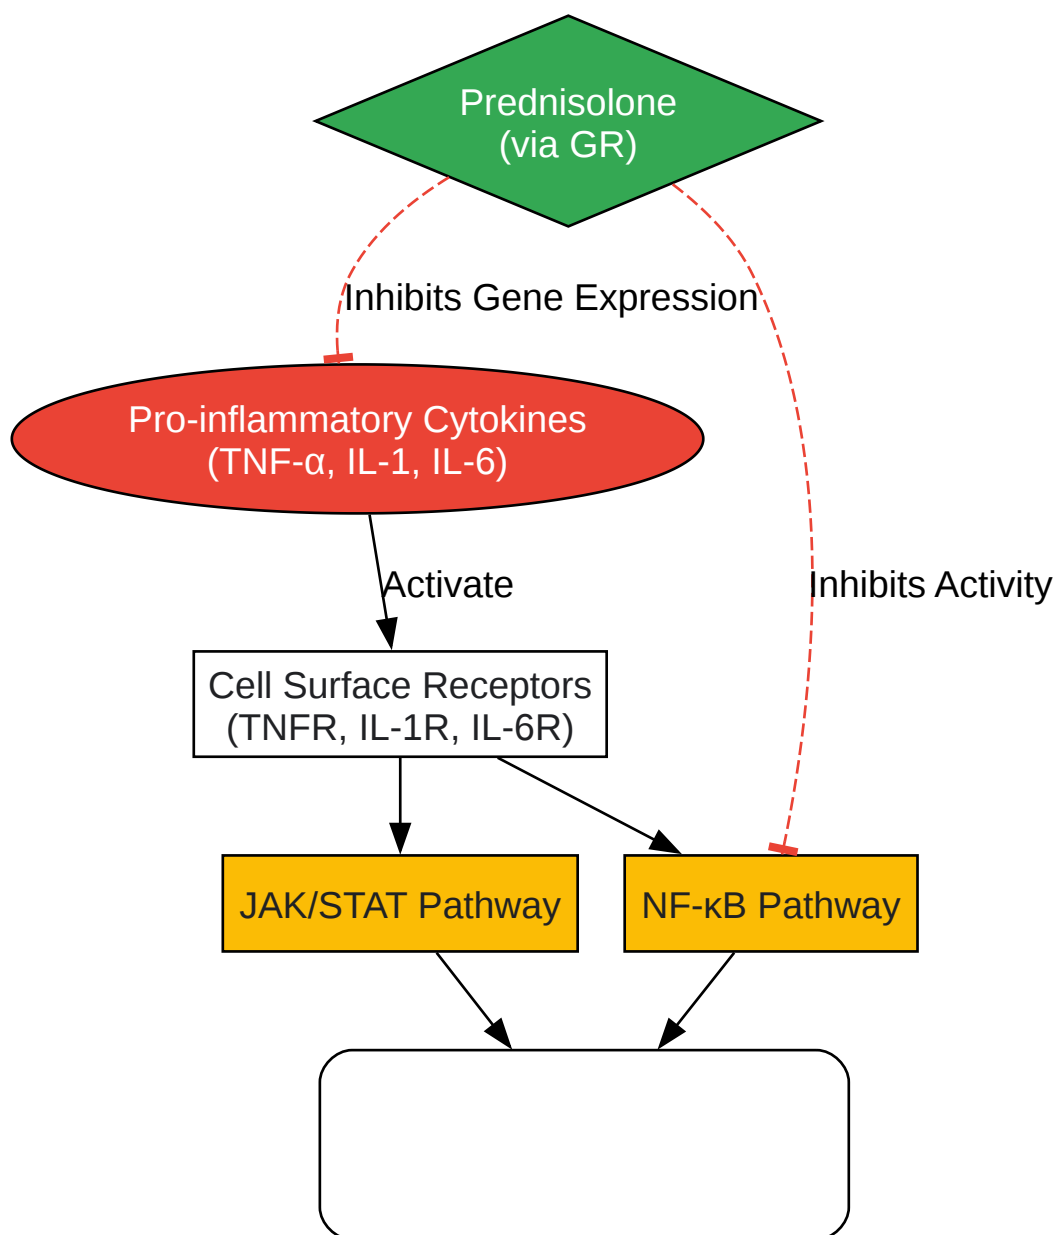 Prednisolone
(via GR)
Inhibits Gene Expression
Pro-inflammatory Cytokines
(TNF-α, IL-1, IL-6)
Activate
Inhibits Activity
Cell Surface Receptors
(TNFR, IL-1R, IL-6R)
JAK/STAT Pathway
NF-κB Pathway